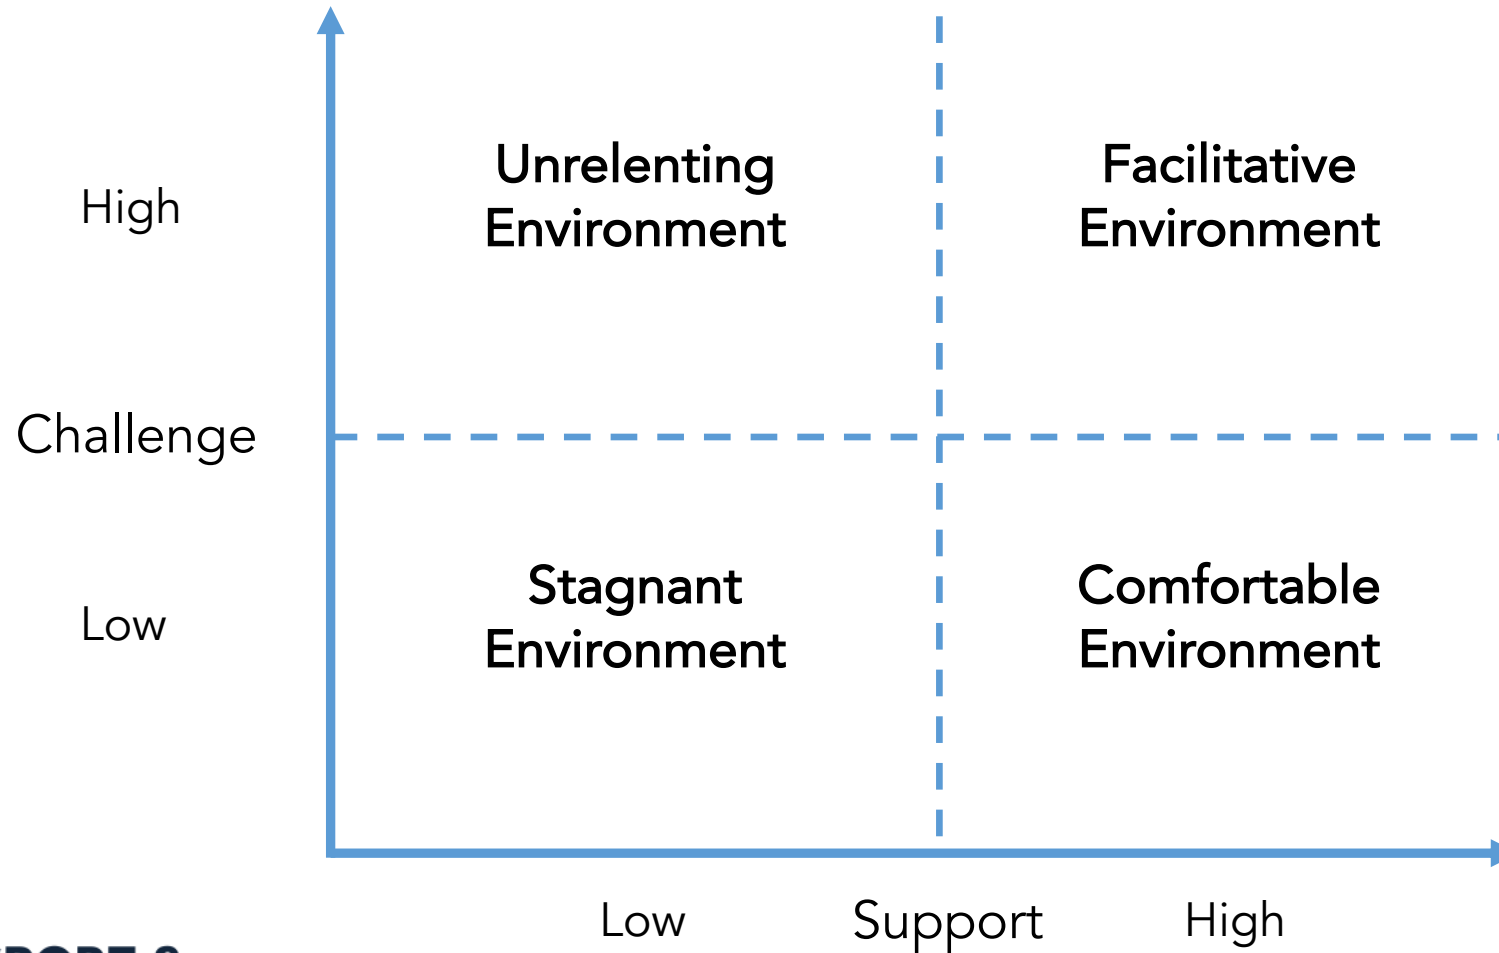 High
Unrelenting
Environment
Facilitative
Environment
Challenge
Low
Stagnant
Environment
Comfortable
Environment
Low
Support
High